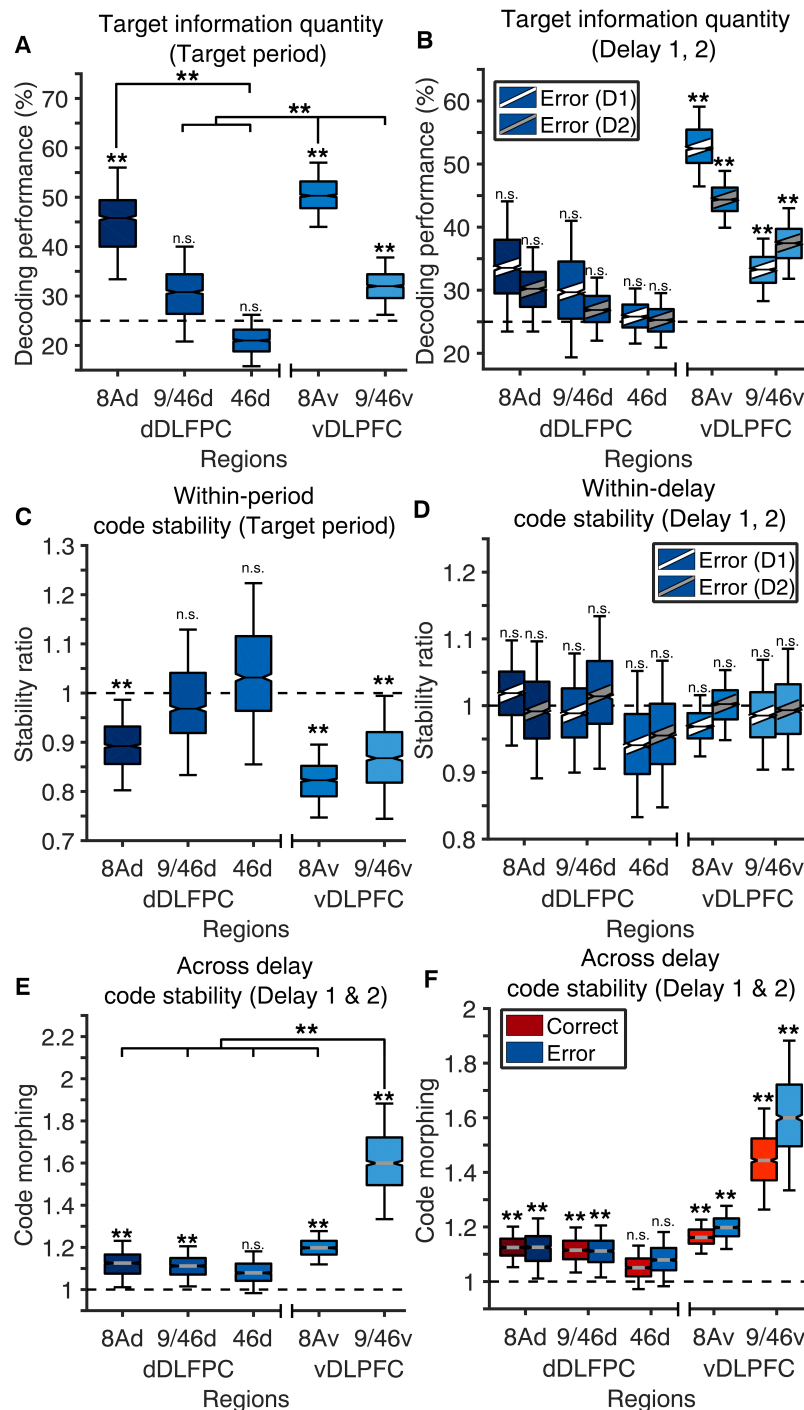 A
Target information quantity
(Target period)
Decoding performance (%)
70
60
50
40
30
20
**
**
**
n.s.
n.s.
**
**
8Ad 9/46d 46d 8Av 9/46v
dDLFPC vDLPFC
Regions
B
Target information quantity
(Delay 1, 2)
Decoding performance (%)
60
50
40
30
20
Error (D1)
Error (D2)
n.s.
n.s.
n.s.
n.s.
n.s.
n.s.
**
**
**
**
8Ad 9/46d 46d 8Av 9/46v
dDLFPC vDLPFC
Regions
C
Within-period
code stability (Target period)
Stability ratio
1.3
1.2
1.1
1
0.9
0.8
0.7
**
n.s.
n.s.
**
**
8Ad 9/46d 46d 8Av 9/46v
dDLFPC vDLPFC
Regions
D
Within-delay
code stability (Delay 1, 2)
Stability ratio
1.2
1.1
1.0
0.9
0.8
Error (D1)
Error (D2)
n.s.
n.s.
n.s.
n.s.
n.s.
n.s.
n.s.
n.s.
n.s.
n.s.
8Ad 9/46d 46d 8Av 9/46v
dDLFPC vDLPFC
Regions
E
Across delay
code stability (Delay 1 & 2)
Code morphing
2.2
2
1.8
1.6
1.4
1.2
1
**
**
**
n.s.
**
**
8Ad 9/46d 46d 8Av 9/46v
dDLFPC vDLPFC
Regions
F
Across delay
code stability (Delay 1 & 2)
Code morphing
2
1.8
1.6
1.4
1.2
1
Correct
Error
**
**
**
**
n.s.
n.s.
**
**
**
**
8Ad 9/46d 46d 8Av 9/46v
dDLFPC vDLPFC
Regions